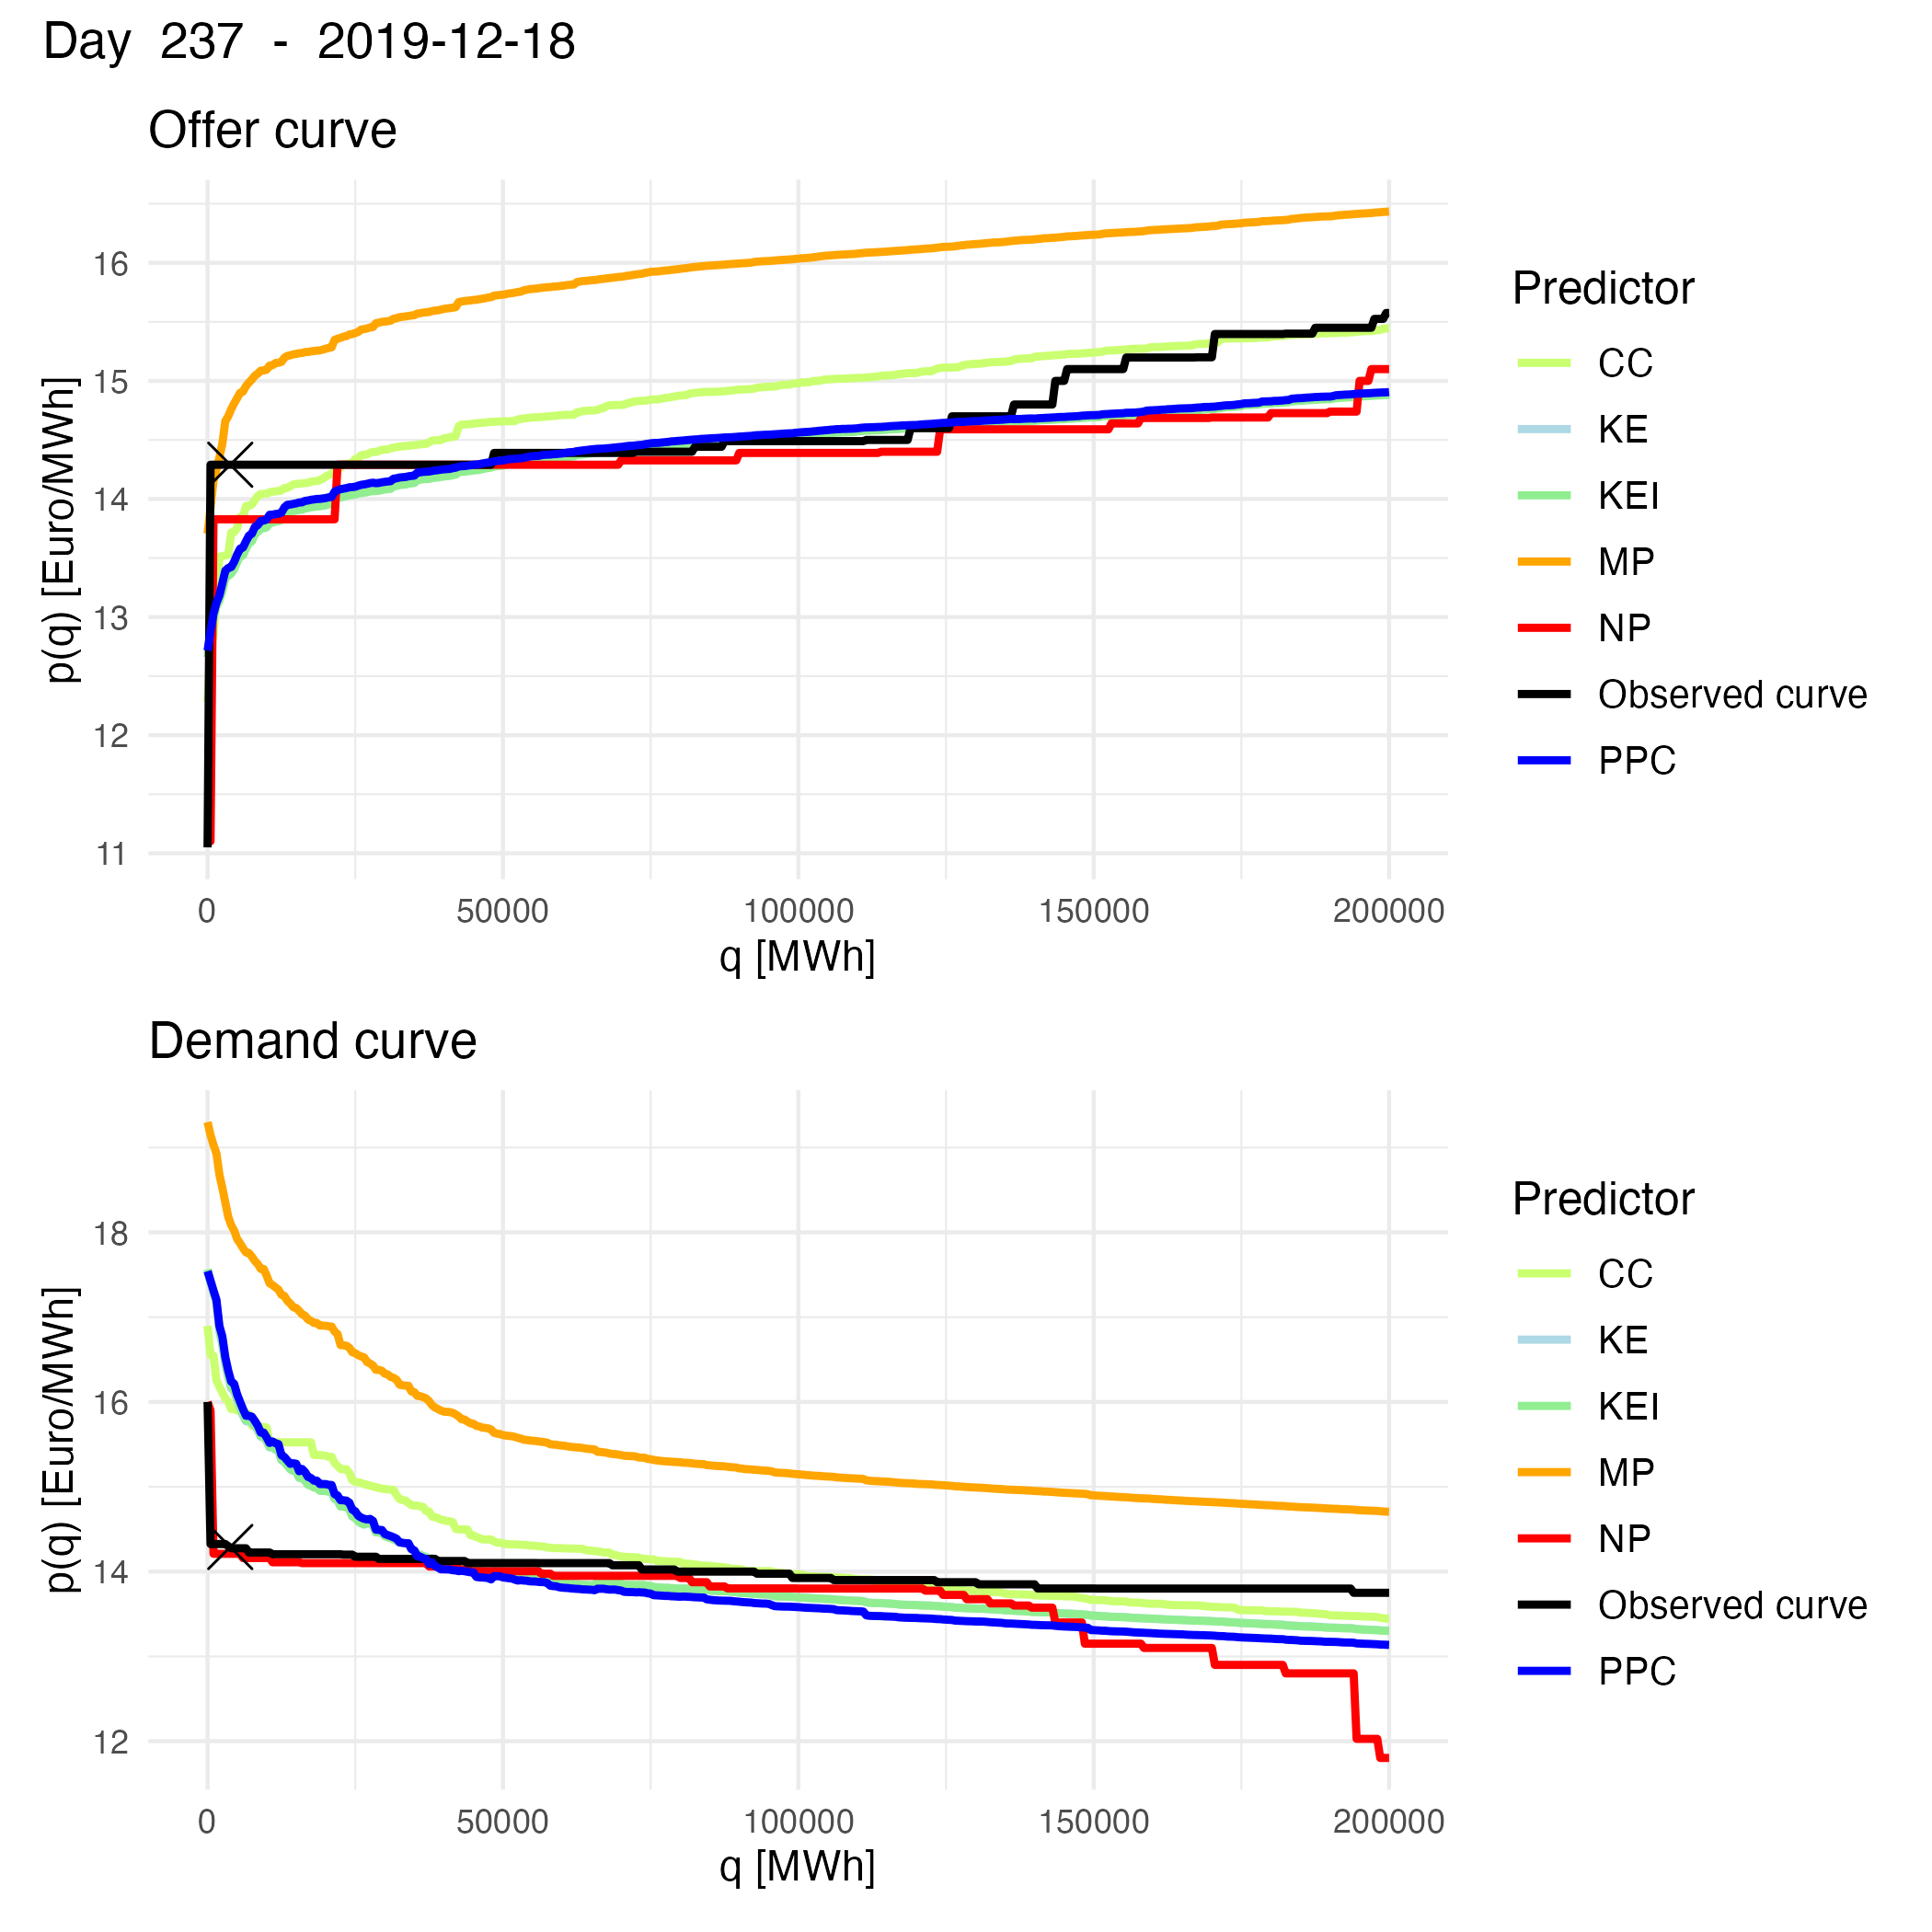 Day 237 - 2019-12-18
Offer curve
16
15
14
13
12
11
p(q) [Euro/MWh]
0 50000 100000 150000 200000
q [MWh]
Predictor
CC
KE
KEI
MP
NP
Observed curve
PPC
Demand curve
18
16
14
12
p(q) [Euro/MWh]
0 50000 100000 150000 200000
q [MWh]
Predictor
CC
KE
KEI
MP
NP
Observed curve
PPC